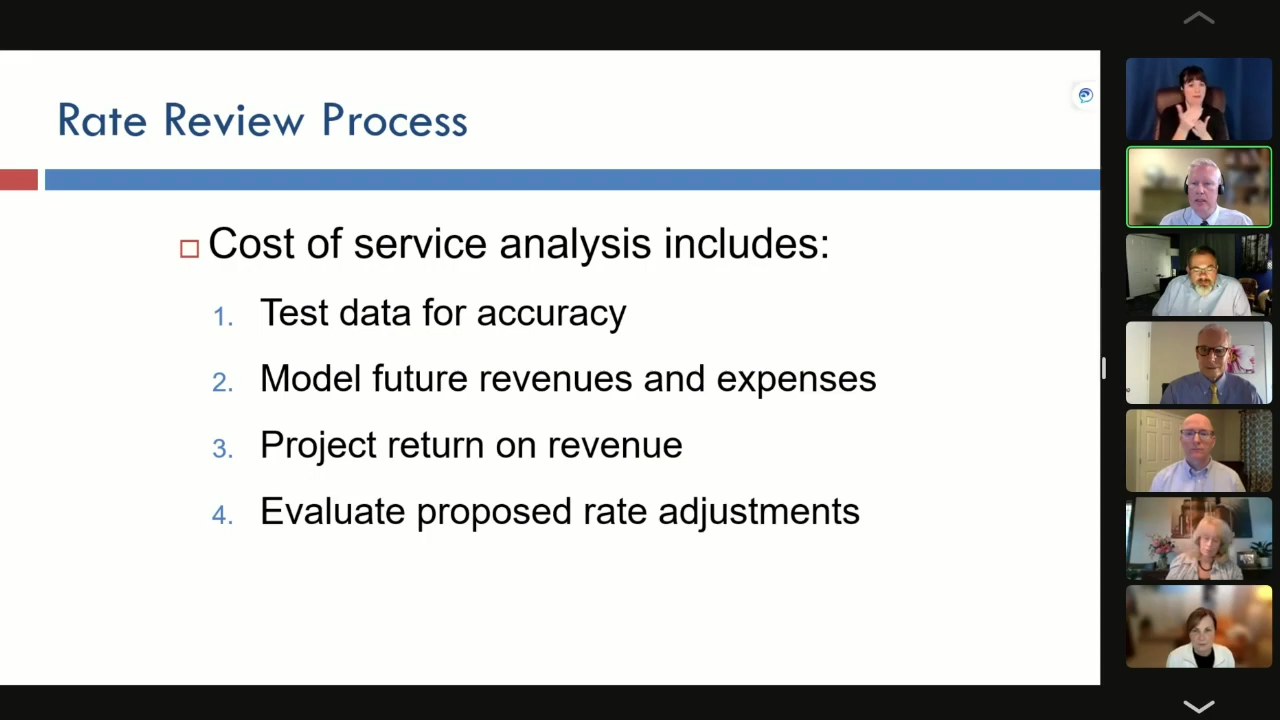 Rate Review Process
Cost of service analysis includes:
1. Test data for accuracy
2. Model future revenues and expenses
3. Project return on revenue
4. Evaluate proposed rate adjustments